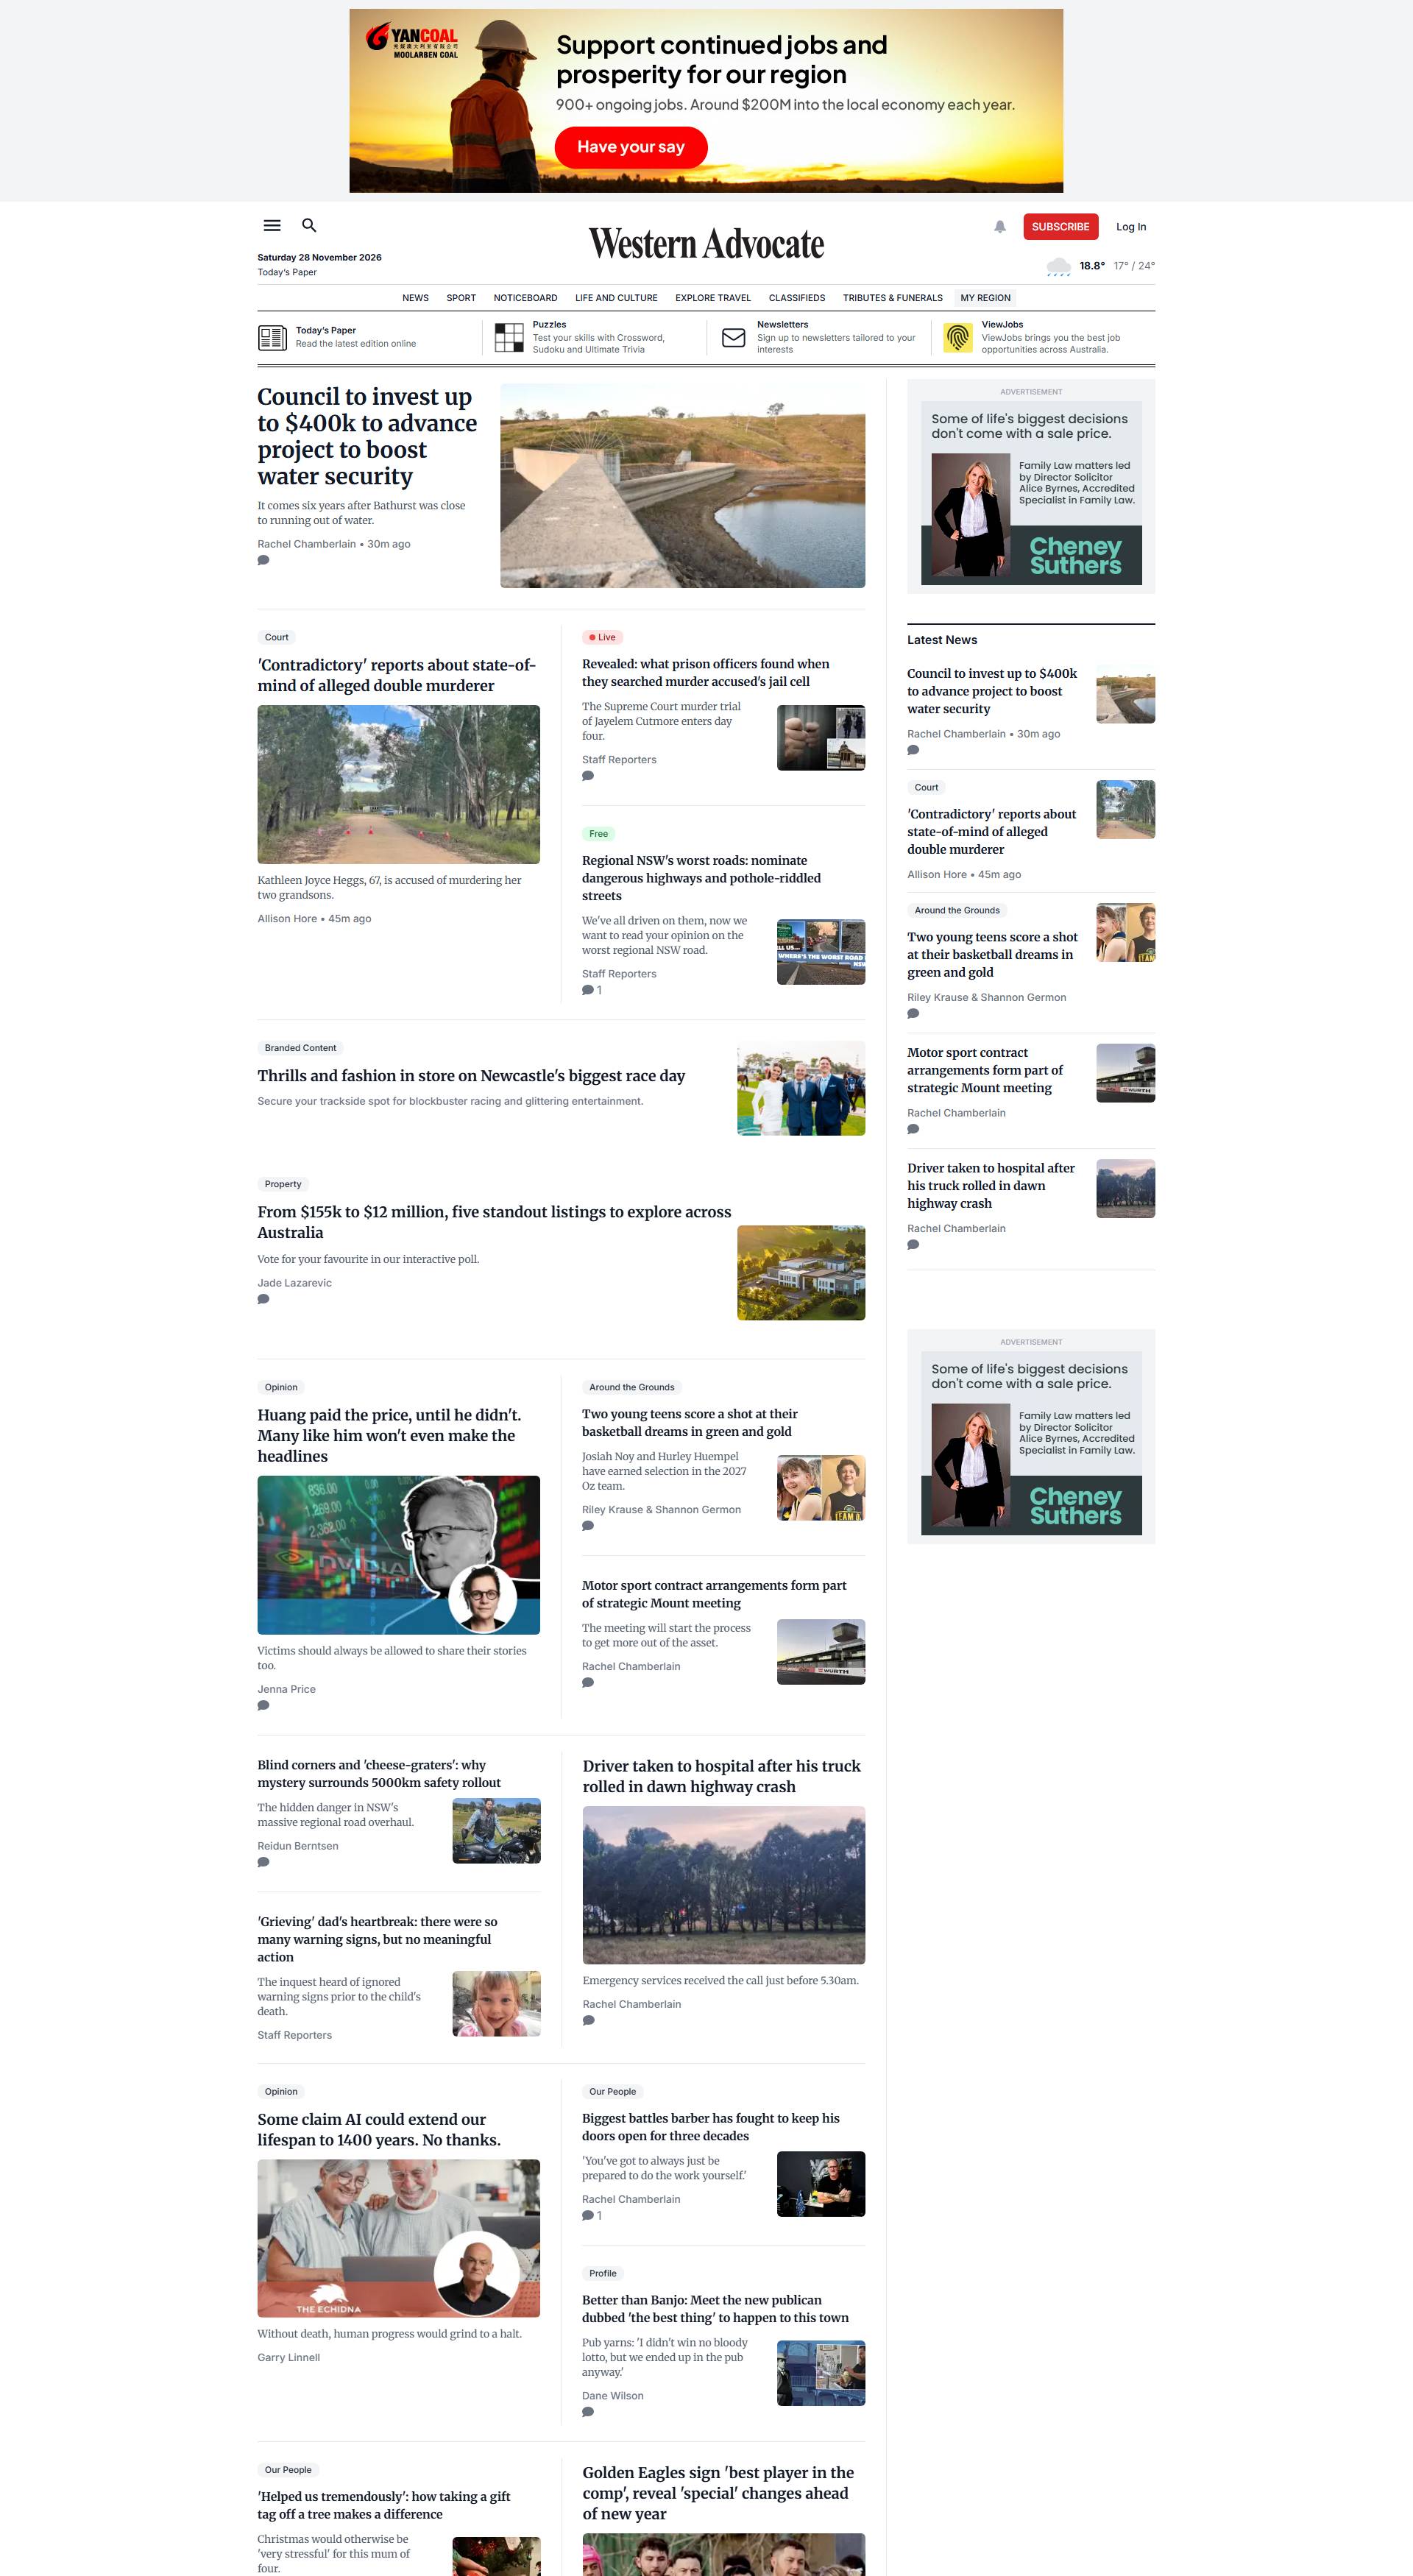 YANCOAL
MOOLARBEN COAL
Support continued jobs and
prosperity for our region
900+ ongoing jobs. Around $200M into the local economy each year.
Have your say
SUBSCRIBE
Log In
Western Advocate
Saturday 28 November 2026
Today's Paper
18.8° 17° / 24°
NEWS SPORT NOTICEBOARD LIFE AND CULTURE EXPLORE TRAVEL CLASSIFIEDS TRIBUTES & FUNERALS MY REGION
Today's Paper
Read the latest edition online
Puzzles
Test your skills with Crossword,
Sudoku and Ultimate Trivia
Newsletters
Sign up to newsletters tailored to your
interests
ViewJobs
ViewJobs brings you the best job
opportunities across Australia.
Council to invest up
to $400k to advance
project to boost
water security
It comes six years after Bathurst was close
to running out of water.
Rachel Chamberlain • 30m ago
Court
'Contradictory' reports about state-of-
mind of alleged double murderer
Kathleen Joyce Heggs, 67, is accused of murdering her
two grandsons.
Allison Hore • 45m ago
Live
Revealed: what prison officers found when
they searched murder accused's jail cell
The Supreme Court murder trial
of Jayelem Cutmore enters day
four.
Staff Reporters
Free
Regional NSW's worst roads: nominate
dangerous highways and pothole-riddled
streets
We've all driven on them, now we
want to read your opinion on the
worst regional NSW road.
LL US...
WHERE'S THE WORST ROAD
Staff Reporters
1
Branded Content
Thrills and fashion in store on Newcastle's biggest race day
Secure your trackside spot for blockbuster racing and glittering entertainment.
Property
From $155k to $12 million, five standout listings to explore across
Australia
Vote for your favourite in our interactive poll.
Jade Lazarevic
Opinion
Huang paid the price, until he didn't.
Many like him won't even make the
headlines
836.00
1,269.00
2,362.00
NVIDIA
Victims should always be allowed to share their stories
too.
Jenna Price
Around the Grounds
Two young teens score a shot at their
basketball dreams in green and gold
Josiah Noy and Hurley Huempel
have earned selection in the 2027
Oz team.
Riley Krause & Shannon Germon
Motor sport contract arrangements form part
of strategic Mount meeting
The meeting will start the process
to get more out of the asset.
WURTH
Rachel Chamberlain
Blind corners and 'cheese-graters': why
mystery surrounds 5000km safety rollout
The hidden danger in NSW's
massive regional road overhaul.
Reidun Berntsen
'Grieving' dad's heartbreak: there were so
many warning signs, but no meaningful
action
The inquest heard of ignored
warning signs prior to the child's
death.
Staff Reporters
Driver taken to hospital after his truck
rolled in dawn highway crash
Emergency services received the call just before 5.30am.
Rachel Chamberlain
Opinion
Some claim AI could extend our
lifespan to 1400 years. No thanks.
THE ECHIDNA
Without death, human progress would grind to a halt.
Garry Linnell
Our People
Biggest battles barber has fought to keep his
doors open for three decades
'You've got to always just be
prepared to do the work yourself.'
Rachel Chamberlain
1
Profile
Better than Banjo: Meet the new publican
dubbed 'the best thing' to happen to this town
Pub yarns: 'I didn't win no bloody
lotto, but we ended up in the pub
anyway.'
Dane Wilson
Our People
'Helped us tremendously': how taking a gift
tag off a tree makes a difference
Christmas would otherwise be
'very stressful' for this mum of
four.
Golden Eagles sign 'best player in the
comp', reveal 'special' changes ahead
of new year
ADVERTISEMENT
Some of life's biggest decisions
don't come with a sale price.
Family Law matters led
by Director Solicitor
Alice Byrnes, Accredited
Specialist in Family Law.
Cheney
Suthers
Latest News
Council to invest up to $400k
to advance project to boost
water security
Rachel Chamberlain • 30m ago
Court
'Contradictory' reports about
state-of-mind of alleged
double murderer
Allison Hore • 45m ago
Around the Grounds
Two young teens score a shot
at their basketball dreams in
green and gold
Riley Krause & Shannon Germon
Motor sport contract
arrangements form part of
strategic Mount meeting
WURTH
Rachel Chamberlain
Driver taken to hospital after
his truck rolled in dawn
highway crash
Rachel Chamberlain
ADVERTISEMENT
Some of life's biggest decisions
don't come with a sale price.
Family Law matters led
by Director Solicitor
Alice Byrnes, Accredited
Specialist in Family Law.
Cheney
Suthers